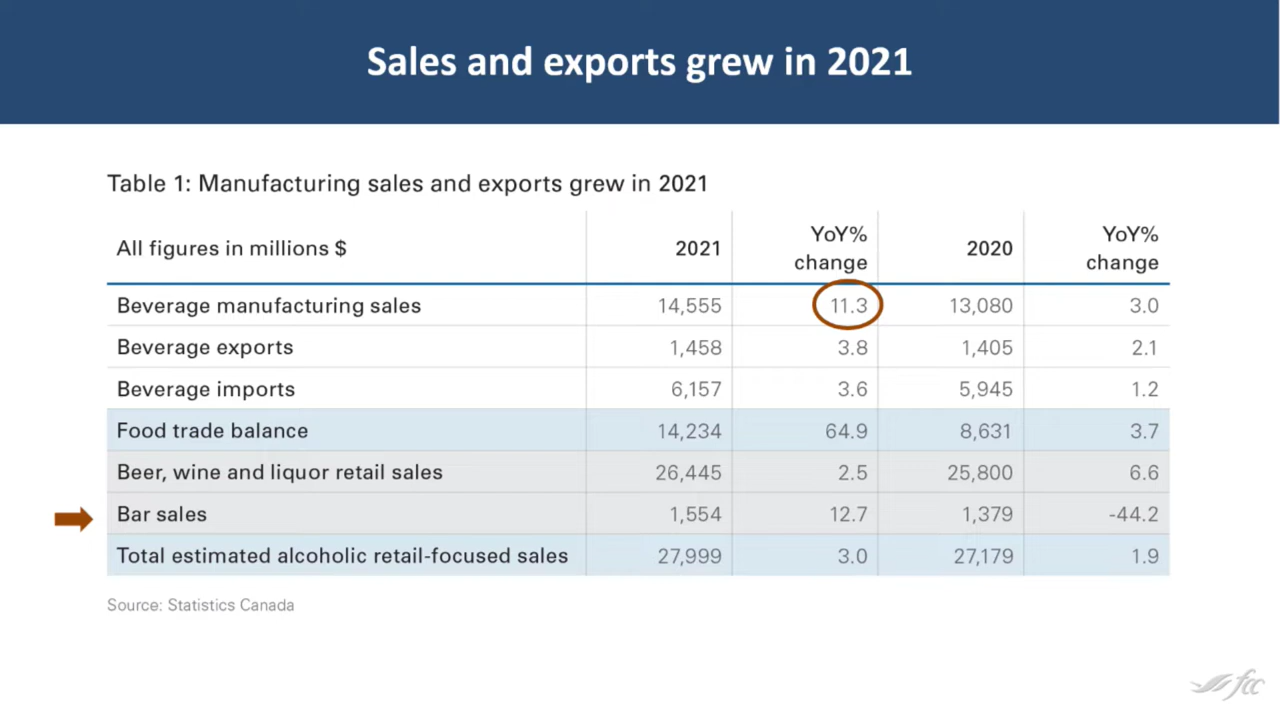 Sales and exports grew in 2021
Table 1: Manufacturing sales and exports grew in 2021
All figures in millions $ 2021 YoY% change 2020 YoY% change
Beverage manufacturing sales 14,555 11.3 13,080 3.0
Beverage exports 1,458 3.8 1,405 2.1
Beverage imports 6,157 3.6 5,945 1.2
Food trade balance 14,234 64.9 8,631 3.7
Beer, wine and liquor retail sales 26,445 2.5 25,800 6.6
Bar sales 1,554 12.7 1,379 -44.2
Total estimated alcoholic retail-focused sales 27,999 3.0 27,179 1.9
Source: Statistics Canada
fcc